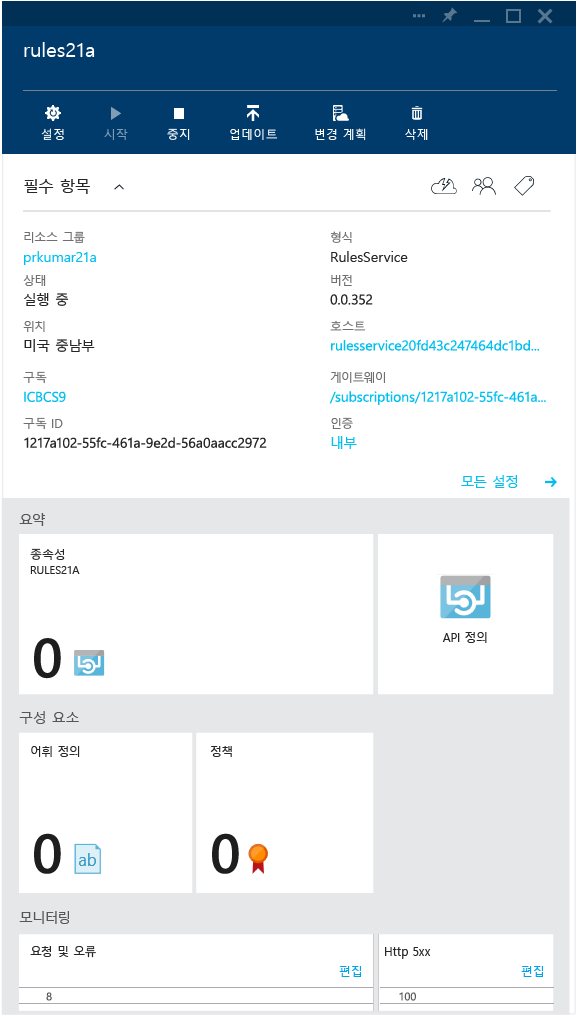 rules21a
설정 시작 중지 업데이트 변경 계획 삭제
필수 항목
리소스 그룹
prkumar21a
상태
실행 중
위치
미국 중남부
구독
ICBCS9
구독 ID
1217a102-55fc-461a-9e2d-56a0aacc2972
형식
RulesService
버전
0.0.352
호스트
rulesservice20fd43c247464dc1bd...
게이트웨이
/subscriptions/1217a102-55fc-461a...
인증
내부
모든 설정
요약
종속성
RULES21A
0
API 정의
구성 요소
어휘 정의
0
ab
정책
0
모니터링
요청 및 오류
편집
8
Http 5xx
편집
100